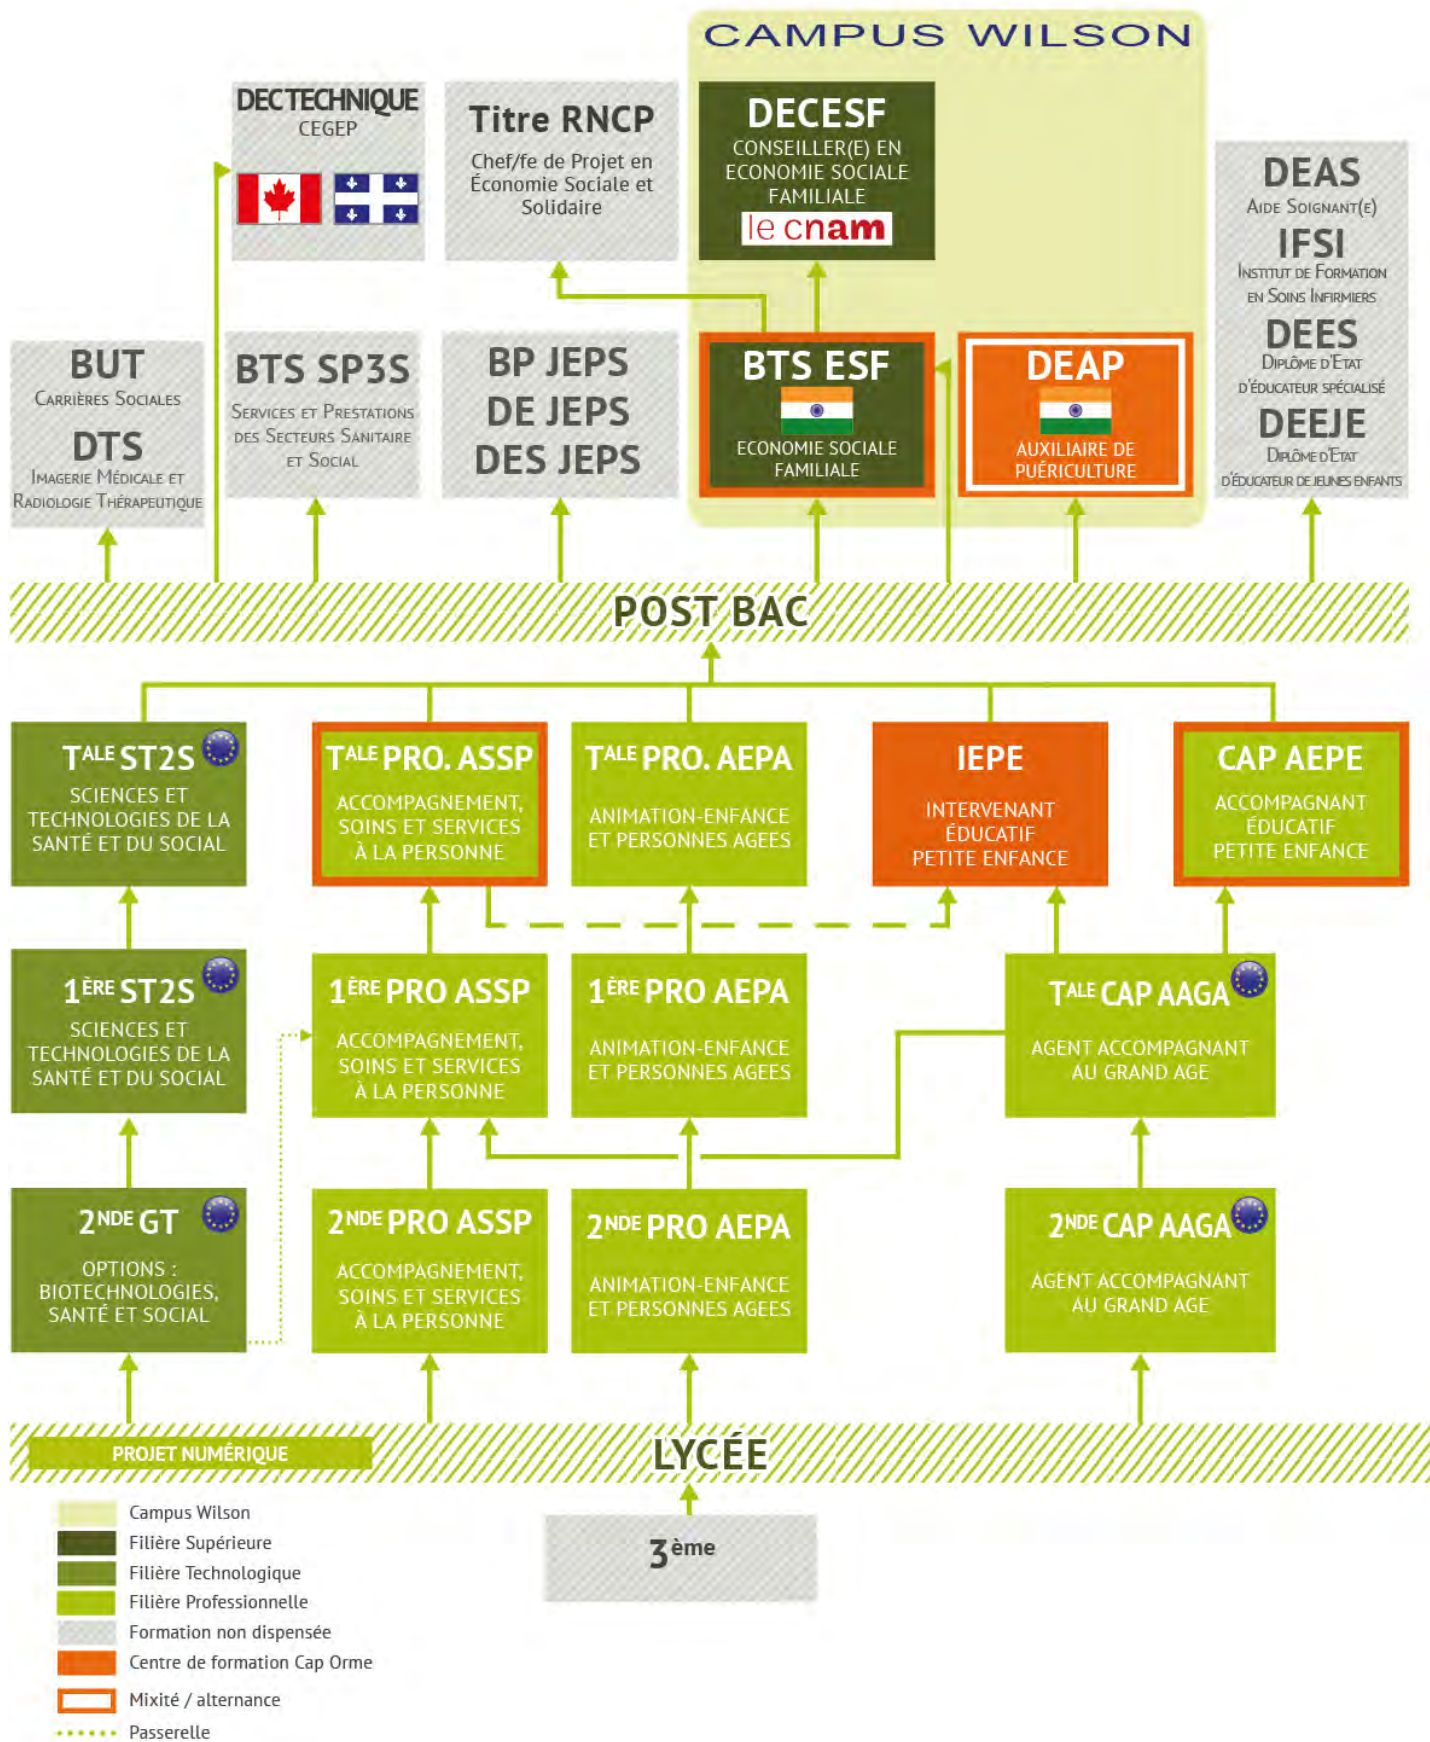 CAMPUS WILSON
DEC TECHNIQUE
CEGEP
Titre RNCP
Chef/fe de Projet en
Économie Sociale et
Solidaire
DECESF
CONSEILLER(E) EN
ECONOMIE SOCIALE
FAMILIALE
le cnam
DEAS
AIDE SOIGNANT(E)
IFSI
INSTITUT DE FORMATION
EN SOINS INFIRMIERS
DEES
DIPLÔME D'ETAT
D'ÉDUCATEUR SPÉCIALISÉ
DEEJE
DIPLÔME D'ETAT
D'ÉDUCATEUR DE JEUNES ENFANTS
BUT
CARRIÈRES SOCIALES
DTS
IMAGERIE MÉDICALE ET
RADIOLOGIE THÉRAPEUTIQUE
BTS SP3S
SERVICES ET PRESTATIONS
DES SECTEURS SANITAIRE
ET SOCIAL
BP JEPS
DE JEPS
DES JEPS
BTS ESF
ECONOMIE SOCIALE
FAMILIALE
DEAP
AUXILIAIRE DE
PUÉRICULTURE
POST BAC
TALE ST2S
SCIENCES ET
TECHNOLOGIES DE LA
SANTÉ ET DU SOCIAL
TALE PRO. ASSP
ACCOMPAGNEMENT,
SOINS ET SERVICES
À LA PERSONNE
TALE PRO. AEPA
ANIMATION-ENFANCE
ET PERSONNES AGEES
IEPE
INTERVENANT
ÉDUCATIF
PETITE ENFANCE
CAP AEPE
ACCOMPAGNANT
ÉDUCATIF
PETITE ENFANCE
1ÈRE ST2S
SCIENCES ET
TECHNOLOGIES DE LA
SANTÉ ET DU SOCIAL
1ÈRE PRO ASSP
ACCOMPAGNEMENT,
SOINS ET SERVICES
À LA PERSONNE
1ÈRE PRO AEPA
ANIMATION-ENFANCE
ET PERSONNES AGEES
TALE CAP AAGA
AGENT ACCOMPAGNANT
AU GRAND AGE
2NDE GT
OPTIONS :
BIOTECHNOLOGIES,
SANTÉ ET SOCIAL
2NDE PRO ASSP
ACCOMPAGNEMENT,
SOINS ET SERVICES
À LA PERSONNE
2NDE PRO AEPA
ANIMATION-ENFANCE
ET PERSONNES AGEES
2NDE CAP AAGA
AGENT ACCOMPAGNANT
AU GRAND AGE
PROJET NUMÉRIQUE
LYCÉE
3ème
Campus Wilson
Filière Supérieure
Filière Technologique
Filière Professionnelle
Formation non dispensée
Centre de formation Cap Orme
Mixité / alternance
Passerelle